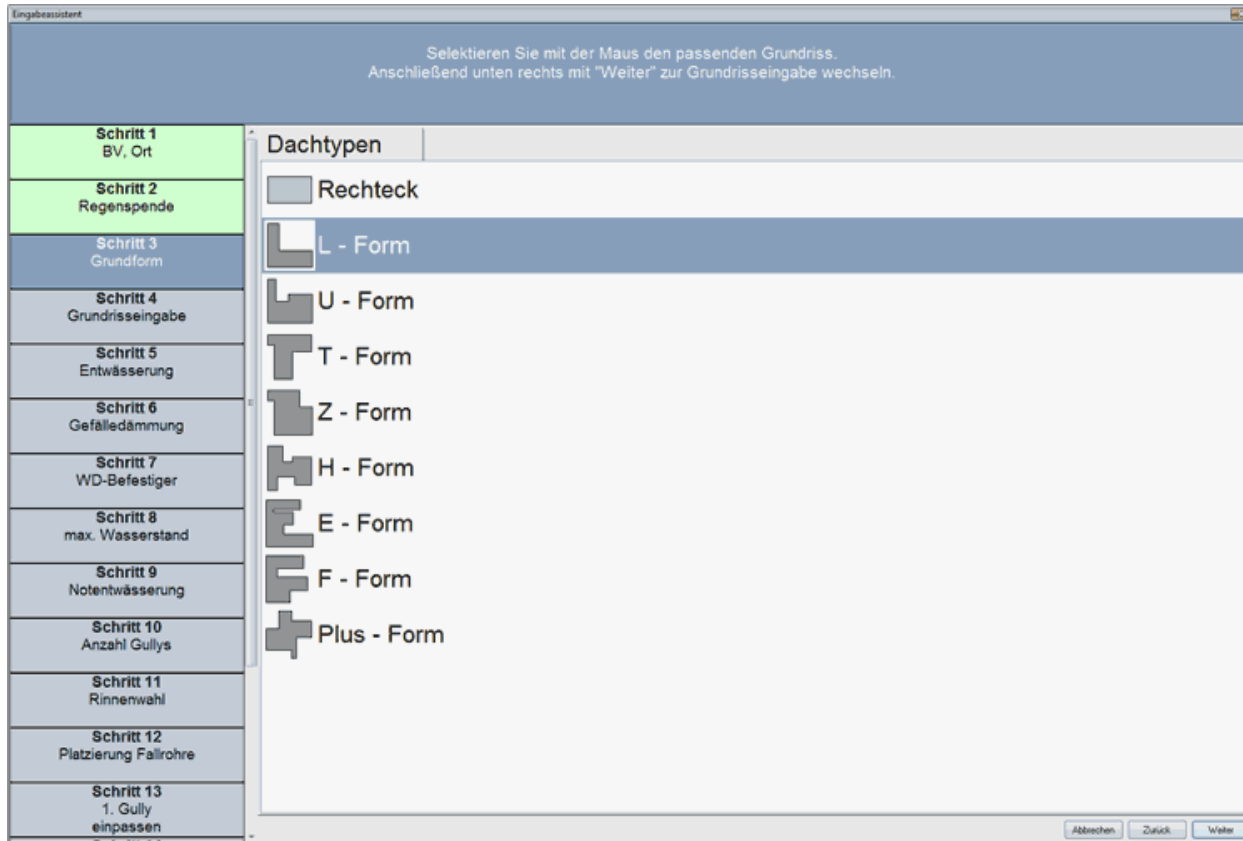 Eingabeassistent
Selektieren Sie mit der Maus den passenden Grundriss.
Anschließend unten rechts mit "Weiter" zur Grundrisseingabe wechseln.
Schritt 1
BV, Ort
Schritt 2
Regenspende
Schritt 3
Grundform
Schritt 4
Grundrisseingabe
Schritt 5
Entwässerung
Schritt 6
Gefälledämmung
Schritt 7
WD-Befestiger
Schritt 8
max. Wasserstand
Schritt 9
Notentwässerung
Schritt 10
Anzahl Gullys
Schritt 11
Rinnenwahl
Schritt 12
Platzierung Fallrohre
Schritt 13
1. Gully
einpassen
Dachtypen
Rechteck
L - Form
U - Form
T - Form
Z - Form
H - Form
E - Form
F - Form
Plus - Form
Abbrechen
Zurück
Weiter